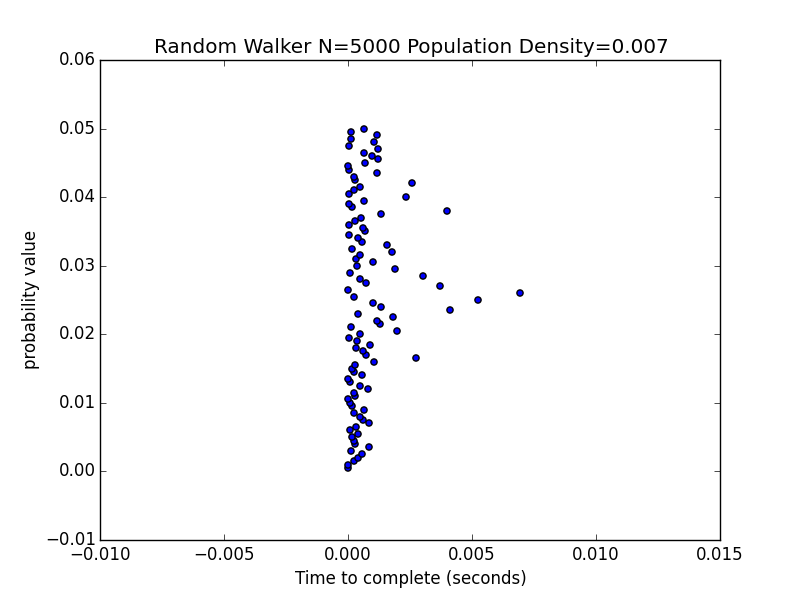 Random Walker N=5000 Population Density=0.007
0.06
0.05
0.04
0.03
0.02
0.01
0.00
−0.01
probability value
−0.010 −0.005 0.000 0.005 0.010 0.015
Time to complete (seconds)